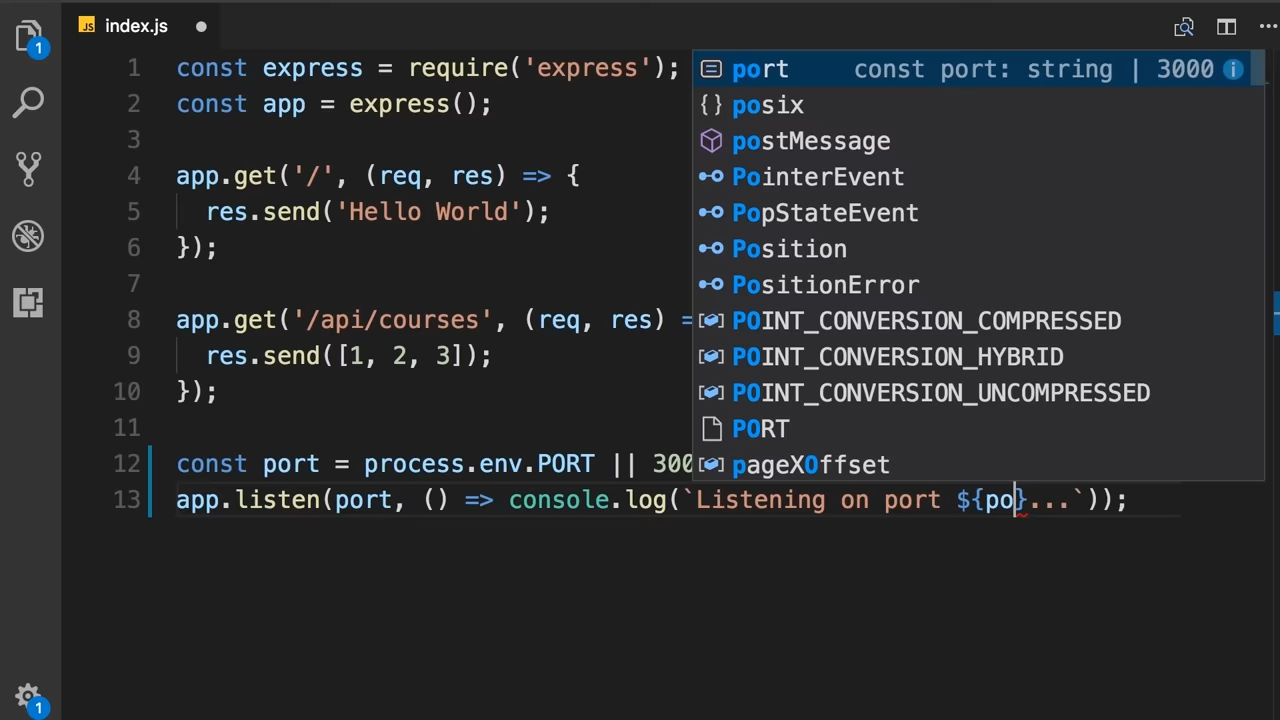 JS index.js
1 const express = require('express');
2 const app = express();
3
4 app.get('/', (req, res) => {
5 res.send('Hello World');
6 });
7
8 app.get('/api/courses', (req, res) =
9 res.send([1, 2, 3]);
10 });
11
12 const port = process.env.PORT || 300
13 app.listen(port, () => console.log(`Listening on port ${po}...`));
port const port: string | 3000
{} posix
postMessage
PointerEvent
PopStateEvent
Position
PositionError
POINT_CONVERSION_COMPRESSED
POINT_CONVERSION_HYBRID
POINT_CONVERSION_UNCOMPRESSED
PORT
pageXOffset
1
1